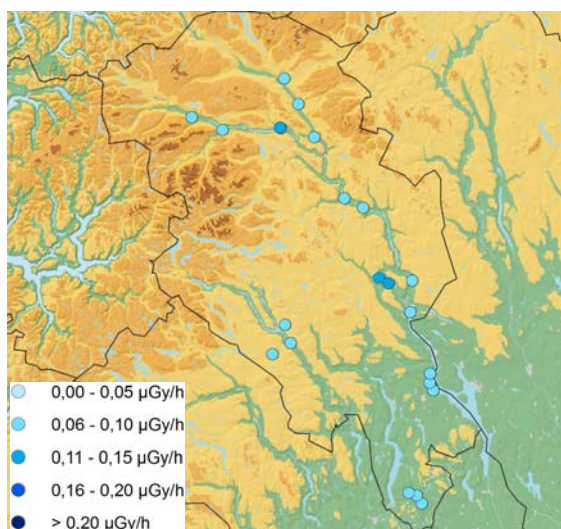 0,00 - 0,05 µGy/h
0,06 - 0,10 µGy/h
0,11 - 0,15 µGy/h
0,16 - 0,20 µGy/h
> 0,20 µGy/h